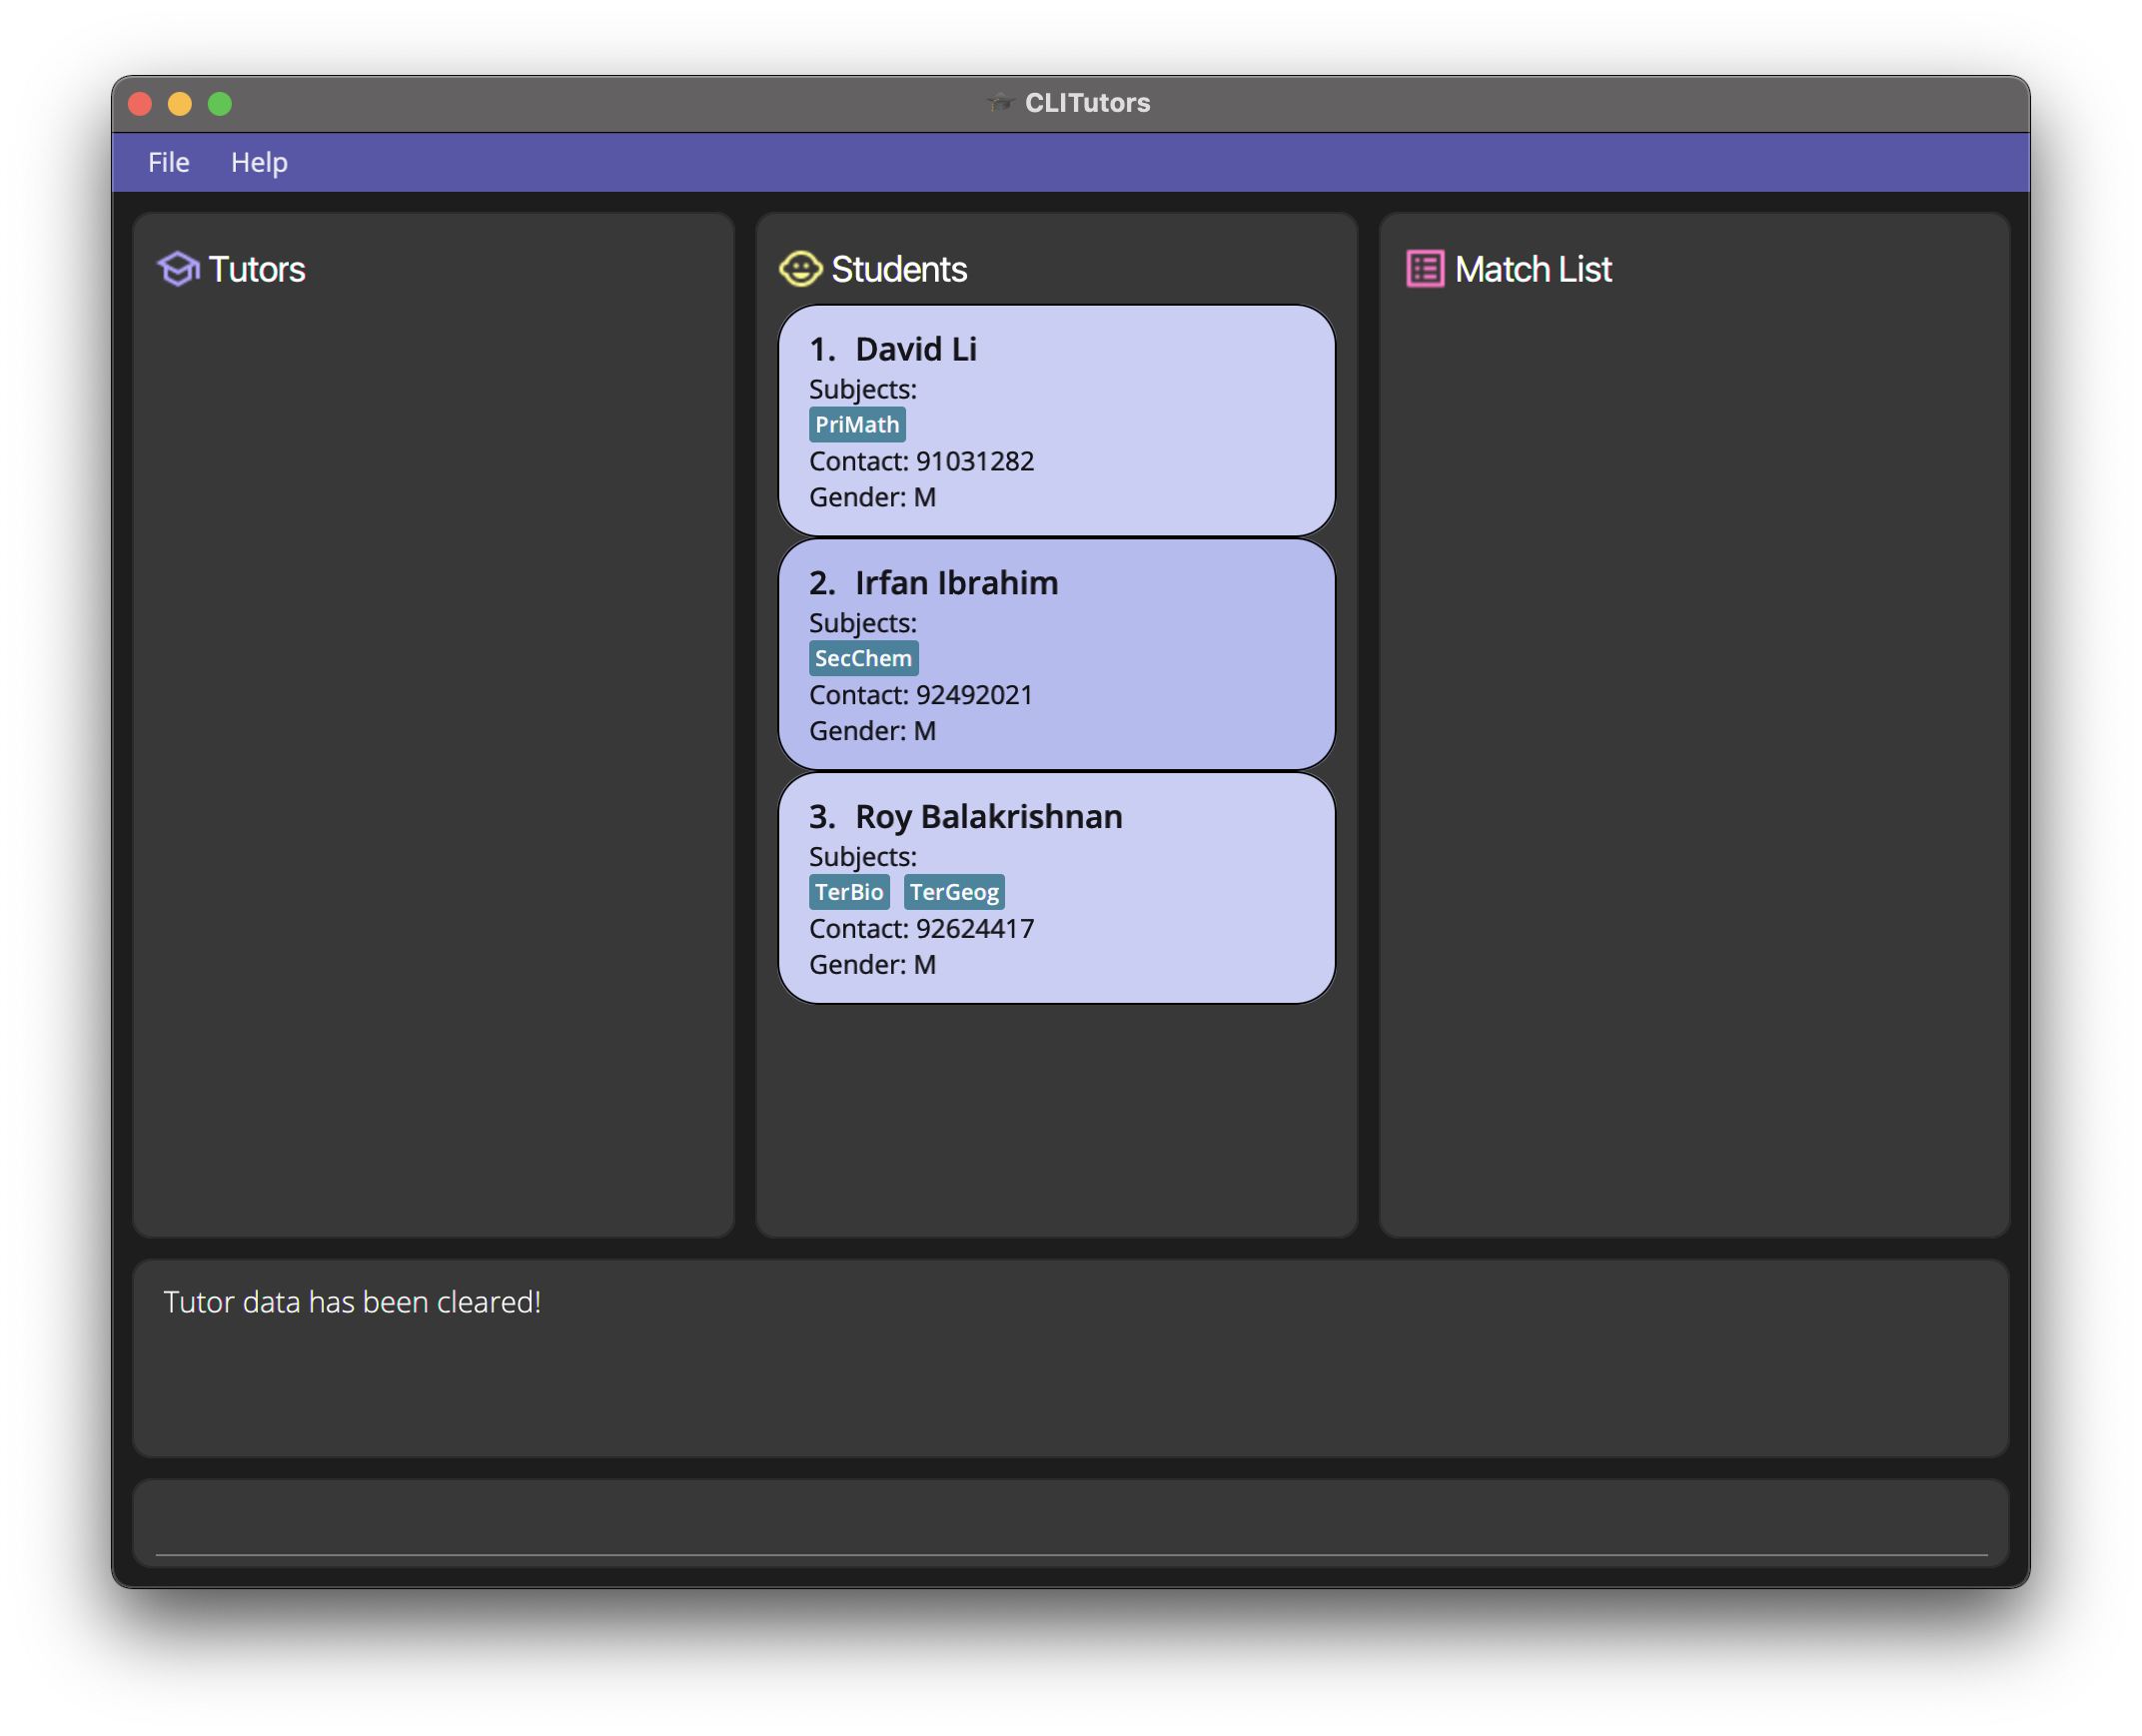 CLITutors
File Help
Tutors
Students
1. David Li
Subjects:
PriMath
Contact: 91031282
Gender: M
2. Irfan Ibrahim
Subjects:
SecChem
Contact: 92492021
Gender: M
3. Roy Balakrishnan
Subjects:
TerBio TerGeog
Contact: 92624417
Gender: M
Match List
Tutor data has been cleared!